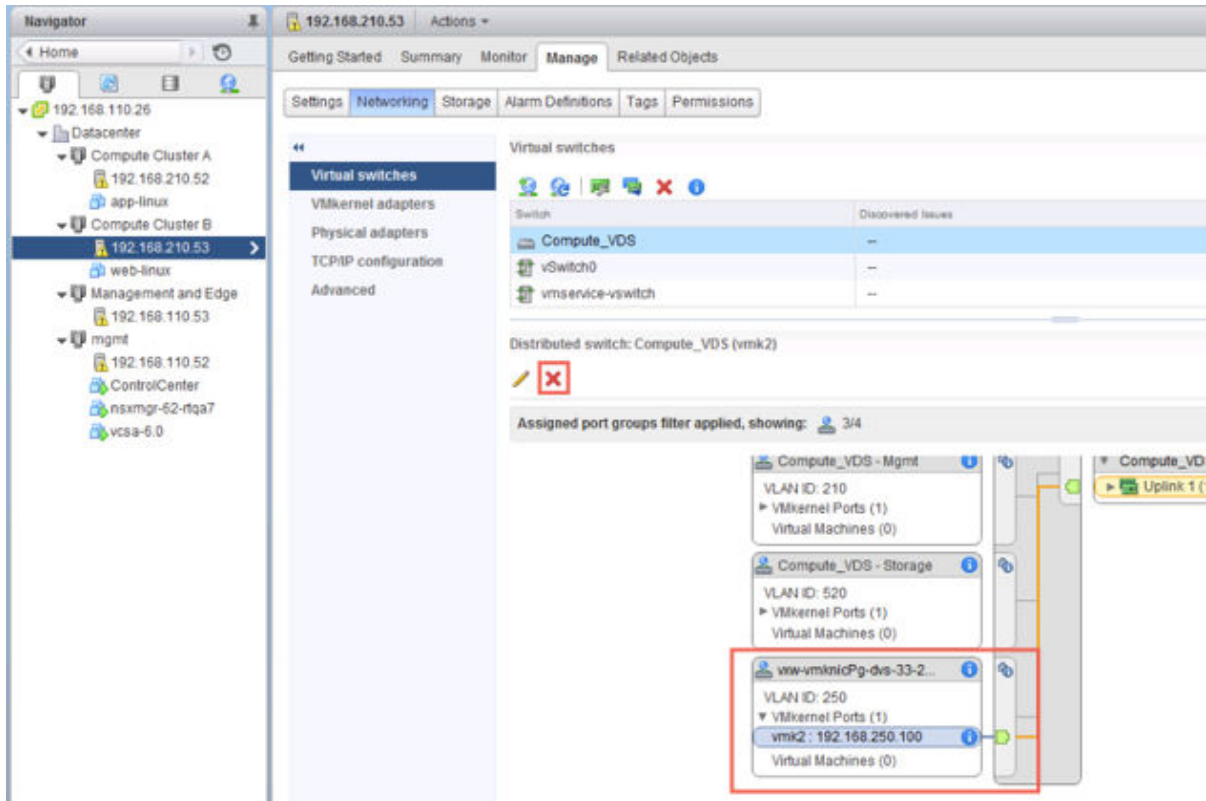 Navigator
Home
192.168.110.26
Datacenter
Compute Cluster A
192.168.210.52
app-linux
Compute Cluster B
192.168.210.53
web-linux
Management and Edge
192.168.110.53
mgmt
192.168.110.52
ControlCenter
nsxmgr-62-rtqa7
vcsa-6.0
192.168.210.53 Actions
Getting Started Summary Monitor Manage Related Objects
Settings Networking Storage Alarm Definitions Tags Permissions
Virtual switches
VMkernel adapters
Physical adapters
TCP/IP configuration
Advanced
Virtual switches
Switch Discovered Issues
Compute_VDS --
vSwitch0 --
vmservice-vswitch --
Distributed switch: Compute_VDS (vmk2)
Assigned port groups filter applied, showing: 3/4
Compute_VDS - Mgmt
VLAN ID: 210
VMkernel Ports (1)
Virtual Machines (0)
Compute_VD
Uplink 1 (
Compute_VDS - Storage
VLAN ID: 520
VMkernel Ports (1)
Virtual Machines (0)
vxw-vmknicPg-dvs-33-2...
VLAN ID: 250
VMkernel Ports (1)
vmk2 : 192.168.250.100
Virtual Machines (0)